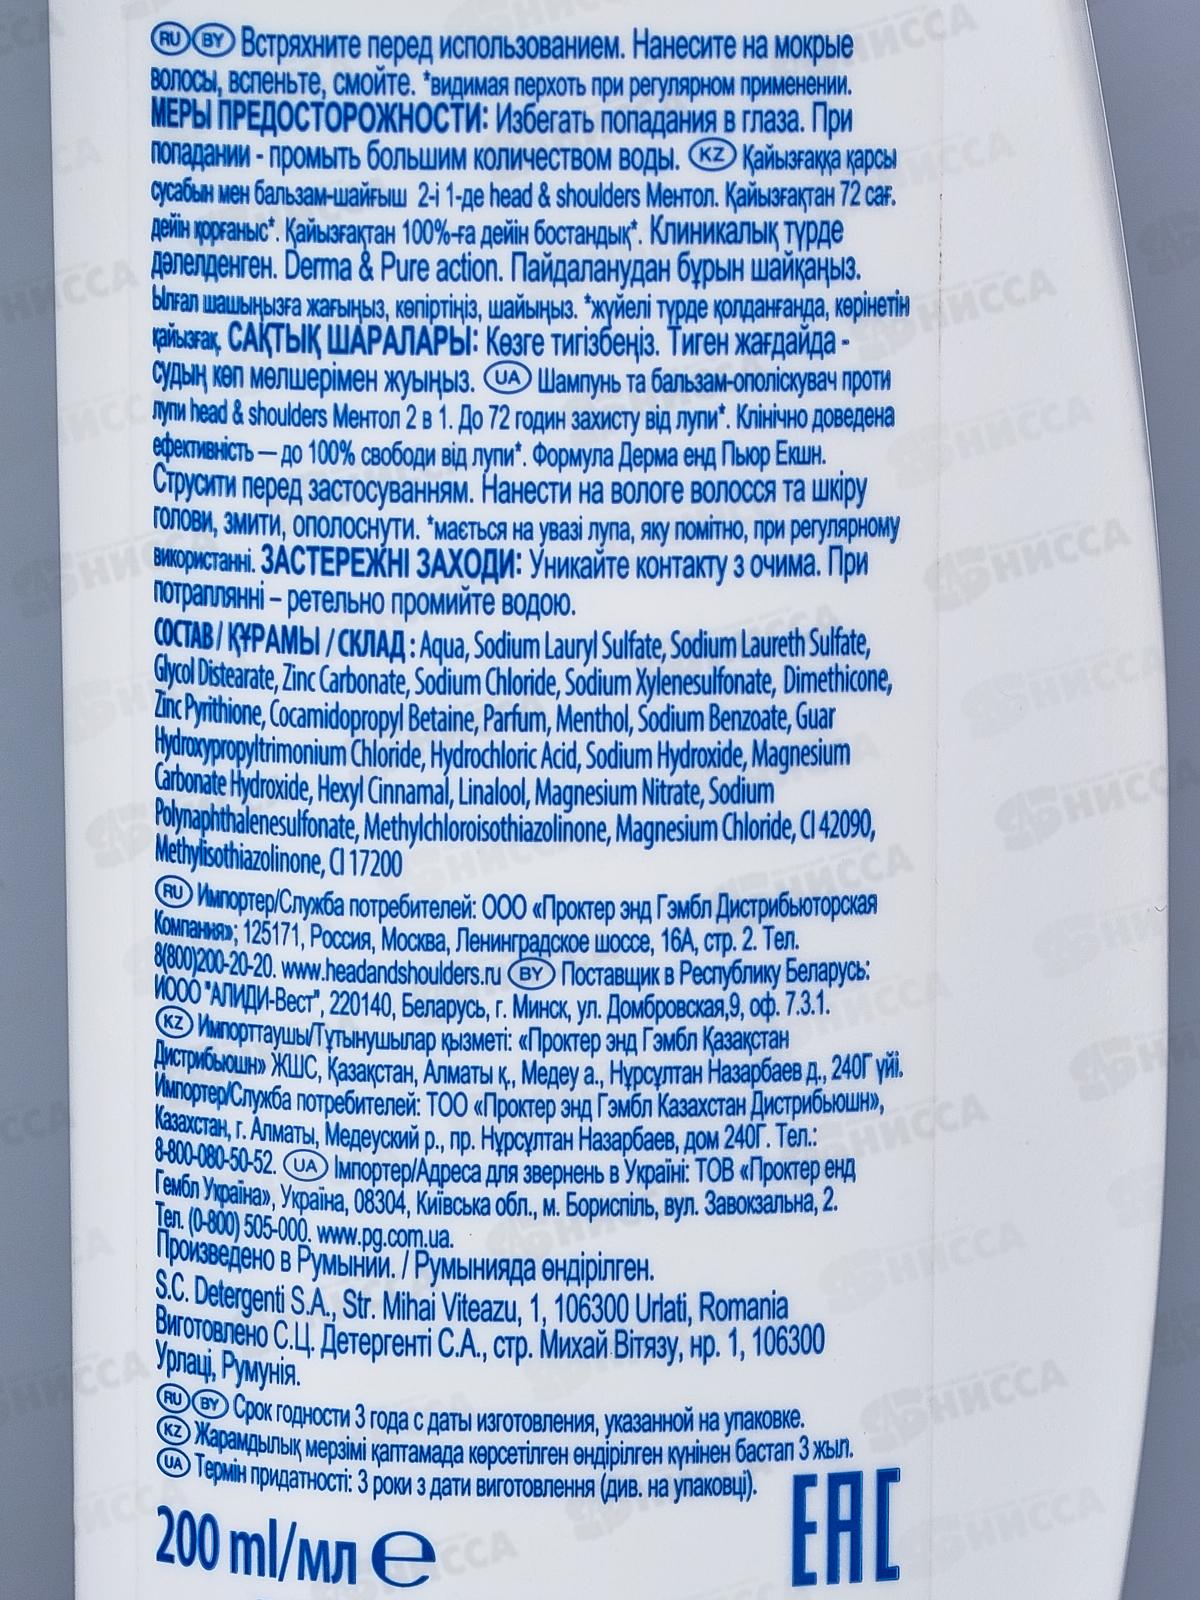 RU BY Встряхните перед использованием. Нанесите на мокрые
волосы, вспеньте, смойте. *видимая перхоть при регулярном применении.
МЕРЫ ПРЕДОСТОРОЖНОСТИ: Избегать попадания в глаза. При
попадании - промыть большим количеством воды. KZ Қайызғаққа қарсы
сусабын мен бальзам-шайғыш 2-і 1-де head & shoulders Ментол. Қайызғақтан 72 сағ.
дейін қорғаныс*. Қайызғақтан 100%-ға дейін бостандық*. Клиникалық түрде
дәлелденген. Derma & Pure action. Пайдаланудан бұрын шайқаңыз.
Ылғал шашыңызға жағыңыз, көпіртіңіз, шайыңыз. *жүйелі түрде қолданғанда, көрінетін
қайызғақ. САҚТЫҚ ШАРАЛАРЫ: Көзге тигізбеңіз. Тиген жағдайда -
судың көп мөлшерімен жуыңыз. UA Шампунь та бальзам-ополіскувач проти
лупи head & shoulders Ментол 2 в 1. До 72 годин захисту від лупи*. Клінічно доведена
ефективність — до 100% свободи від лупи*. Формула Дерма енд Пьюр Екшн.
Струсити перед застосуванням. Нанести на вологе волосся та шкіру
голови, змити, ополоснути. *мається на увазі лупа, яку помітно, при регулярному
використанні. ЗАСТЕРЕЖНІ ЗАХОДИ: Уникайте контакту з очима. При
потраплянні – ретельно промийте водою.
СОСТАВ / ҚҰРАМЫ / СКЛАД : Aqua, Sodium Lauryl Sulfate, Sodium Laureth Sulfate,
Glycol Distearate, Zinc Carbonate, Sodium Chloride, Sodium Xylenesulfonate, Dimethicone,
Zinc Pyrithione, Cocamidopropyl Betaine, Parfum, Menthol, Sodium Benzoate, Guar
Hydroxypropyltrimonium Chloride, Hydrochloric Acid, Sodium Hydroxide, Magnesium
Carbonate Hydroxide, Hexyl Cinnamal, Linalool, Magnesium Nitrate, Sodium
Polynaphthalenesulfonate, Methylchloroisothiazolinone, Magnesium Chloride, CI 42090,
Methylisothiazolinone, CI 17200
RU Импортер/Служба потребителей: ООО «Проктер энд Гэмбл Дистрибьюторская
Компания»; 125171, Россия, Москва, Ленинградское шоссе, 16А, стр. 2. Тел.
8(800)200-20-20. www.headandshoulders.ru BY Поставщик в Республику Беларусь:
ИООО "АЛИДИ-Вест", 220140, Беларусь, г. Минск, ул. Домбровская,9, оф. 7.3.1.
KZ Импорттаушы/Тұтынушылар қызметі: «Проктер энд Гэмбл Қазақстан
Дистрибьюшн» ЖШС, Қазақстан, Алматы қ., Медеу а., Нұрсұлтан Назарбаев д., 240Г үйі.
Импортер/Служба потребителей: ТОО «Проктер энд Гэмбл Казахстан Дистрибьюшн»,
Казахстан, г. Алматы, Медеуский р., пр. Нұрсұлтан Назарбаев, дом 240Г. Тел.:
8-800-080-50-52. UA Імпортер/Адреса для звернень в Україні: ТОВ «Проктер енд
Гембл Україна», Україна, 08304, Київська обл., м. Бориспіль, вул. Завокзальна, 2.
Тел. (0-800) 505-000. www.pg.com.ua.
Произведено в Румынии. / Румынияда өндірілген.
S.C. Detergenti S.A., Str. Mihai Viteazu, 1, 106300 Urlati, Romania
Виготовлено С.Ц. Детергенті С.А., стр. Михай Вітязу, нр. 1, 106300
Урлаці, Румунія.
RU BY Срок годности 3 года с даты изготовления, указанной на упаковке.
KZ Жарамдылық мерзімі қаптамада көрсетілген өндірілген күнінен бастап 3 жыл.
UA Термін придатності: 3 роки з дати виготовлення (див. на упаковці).
200 ml/мл e EAC